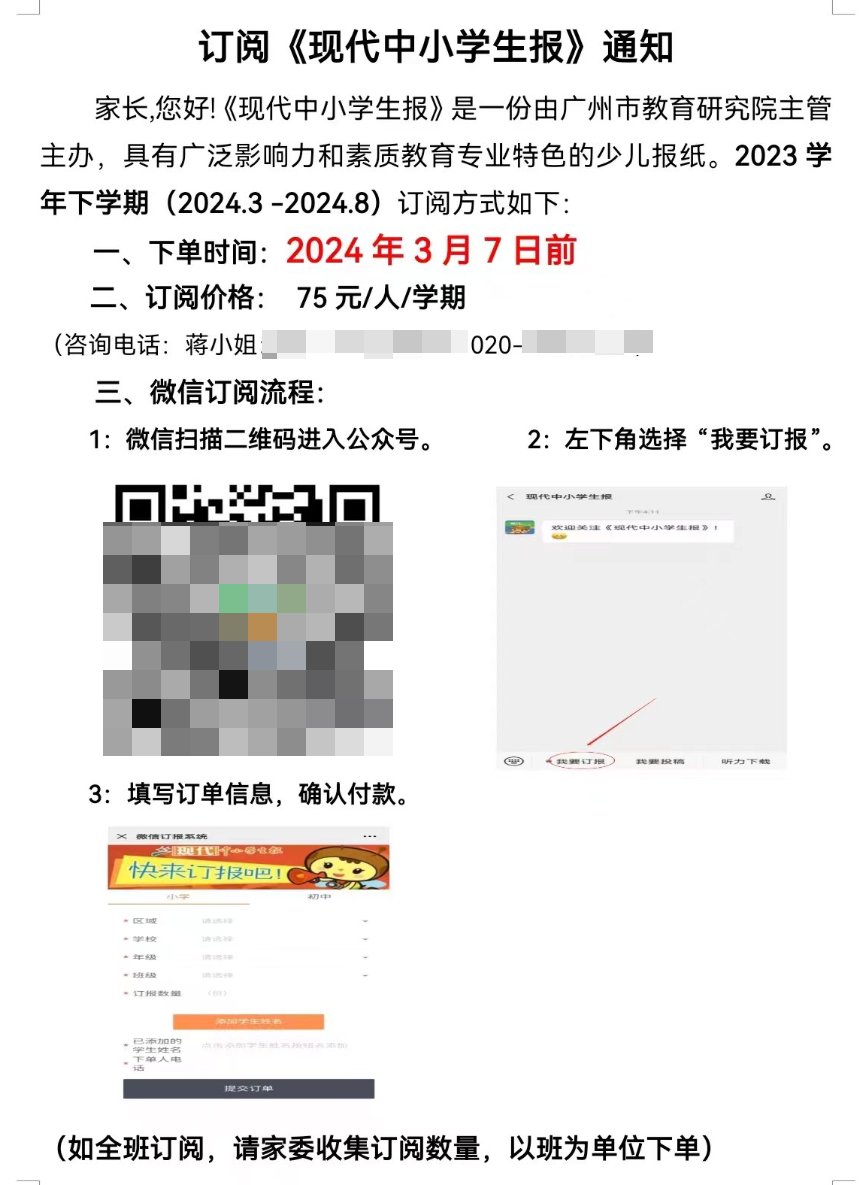 订阅《现代中小学生报》通知
家长,您好!《现代中小学生报》是一份由广州市教育研究院主管
主办，具有广泛影响力和素质教育专业特色的少儿报纸。2023 学
年下学期（2024.3 –2024.8）订阅方式如下：
一、下单时间：2024 年 3 月 7 日前
二、订阅价格： 75 元/人/学期
（咨询电话：蒋小姐 020–
三、微信订阅流程：
1：微信扫描二维码进入公众号。
2：左下角选择“我要订报”。
现代中小学生报
下午4:11
欢迎关注《现代中小学生报》!
我要订报 我要投稿 听力下载
3：填写订单信息，确认付款。
微信订报系统
现代中小学生报
快来订报吧!
小学 初中
* 区域 请选择
* 学校 请选择
* 年级 请选择
* 班级 请选择
* 订报数量 （份）
添加学生姓名
* 已添加的
学生姓名 点击添加学生姓名按钮去添加
* 下单人电
话
提交订单
（如全班订阅，请家委收集订阅数量，以班为单位下单）